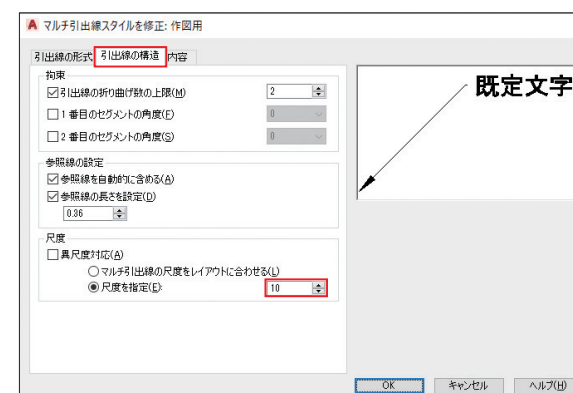 マルチ引出線スタイルを修正: 作図用
引出線の形式 引出線の構造 内容
拘束
引出線の折り曲げ数の上限(M) 2
1 番目のセグメントの角度(F) 0
2 番目のセグメントの角度(S) 0
参照線の設定
参照線を自動的に含める(A)
参照線の長さを設定(D)
0.36
尺度
異尺度対応(A)
マルチ引出線の尺度をレイアウトに合わせる(L)
尺度を指定(E): 10
既定文字
OK キャンセル ヘルプ(H)